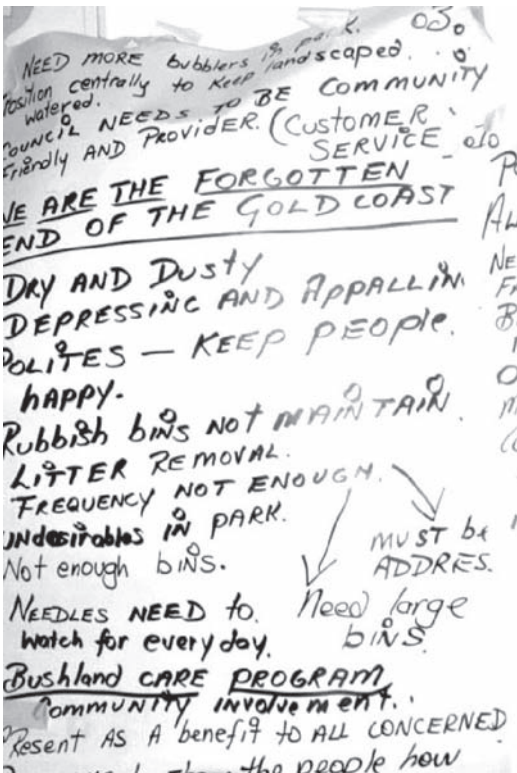 NEED MORE bubblers in park.
Position centrally to Keep landscaped.
watered.
COUNCIL NEEDS TO BE COMMUNITY
Friendly AND PROVIDER. (CUSTOMER
SERVICE
WE ARE THE FORGOTTEN
END OF THE GOLD COAST
DRY AND DUSTY
DEPRESSING AND APPALLIN
POLITES — KEEP PEOPLE.
hAPPY.
Rubbish bins NOT MAINTAIN.
LITTER REMOVAL.
FREQUENCY NOT ENOUGH.
undesirables IN PARK.
Not enough bins.
MUST be
ADDRES.
NEEDLES NEED to.
watch for every day.
Need large
bins.
Bushland CARE PROGRAM
Community involvement.
Present AS A benefit TO ALL CONCERNED
the people how